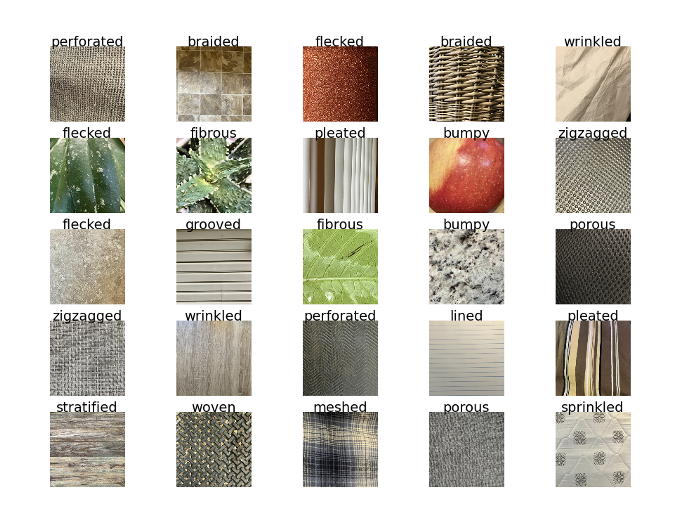 perforated braided flecked braided wrinkled
flecked fibrous pleated bumpy zigzagged
flecked grooved fibrous bumpy porous
zigzagged wrinkled perforated lined pleated
stratified woven meshed porous sprinkled